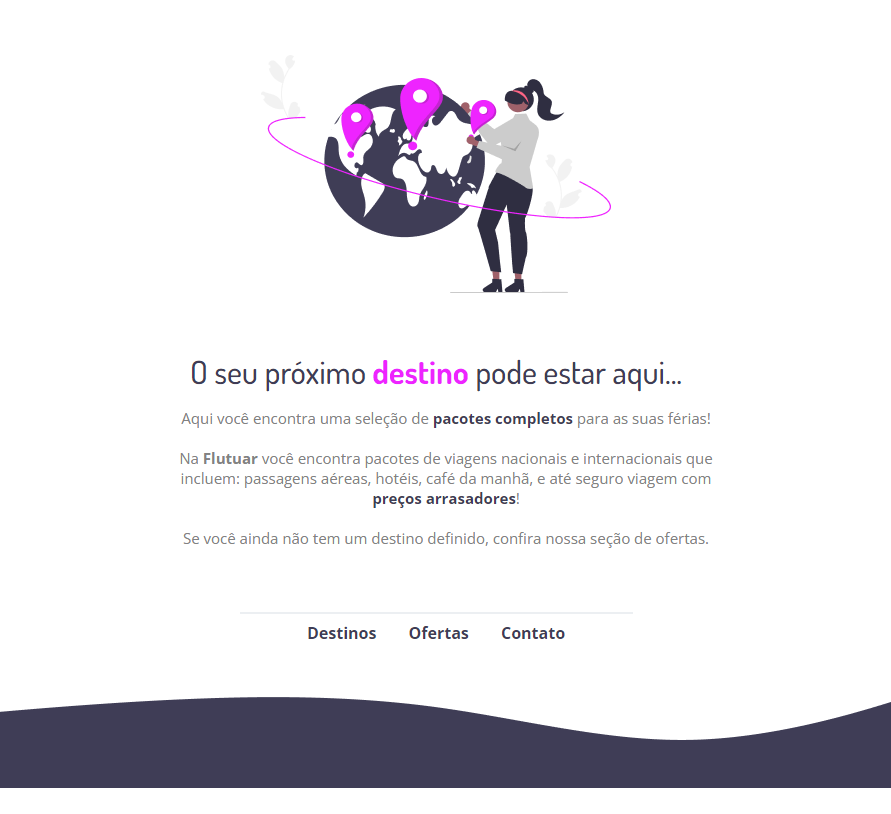 O seu próximo destino pode estar aqui...
Aqui você encontra uma seleção de pacotes completos para as suas férias!
Na Flutuar você encontra pacotes de viagens nacionais e internacionais que
incluem: passagens aéreas, hotéis, café da manhã, e até seguro viagem com
preços arrasadores!
Se você ainda não tem um destino definido, confira nossa seção de ofertas.
Destinos Ofertas Contato